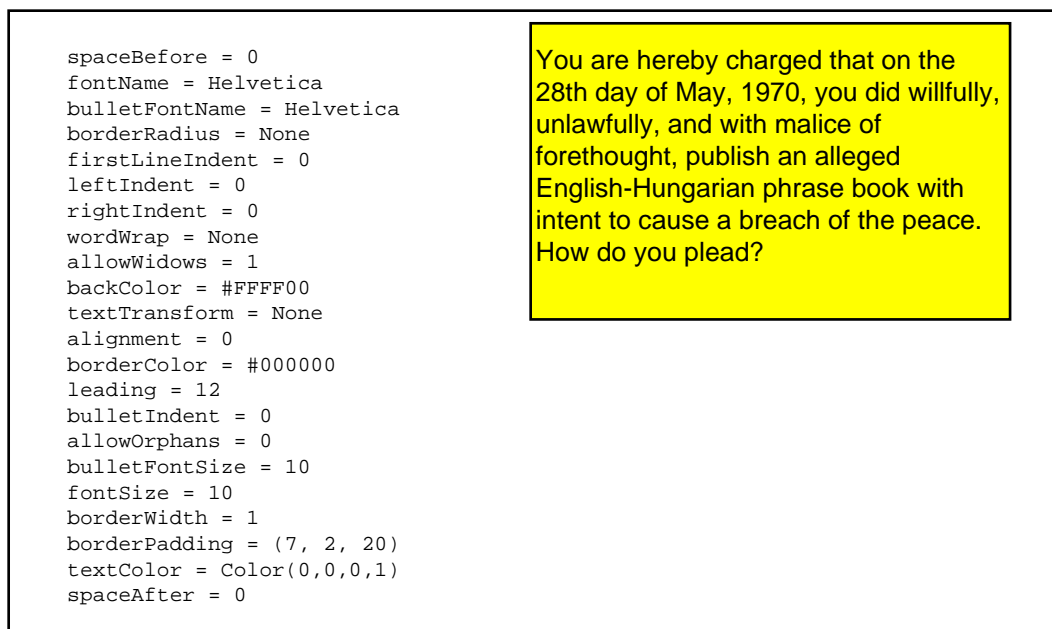 spaceBefore = 0
fontName = Helvetica
bulletFontName = Helvetica
borderRadius = None
firstLineIndent = 0
leftIndent = 0
rightIndent = 0
wordWrap = None
allowWidows = 1
backColor = #FFFF00
textTransform = None
alignment = 0
borderColor = #000000
leading = 12
bulletIndent = 0
allowOrphans = 0
bulletFontSize = 10
fontSize = 10
borderWidth = 1
borderPadding = (7, 2, 20)
textColor = Color(0,0,0,1)
spaceAfter = 0
You are hereby charged that on the
28th day of May, 1970, you did willfully,
unlawfully, and with malice of
forethought, publish an alleged
English-Hungarian phrase book with
intent to cause a breach of the peace.
How do you plead?